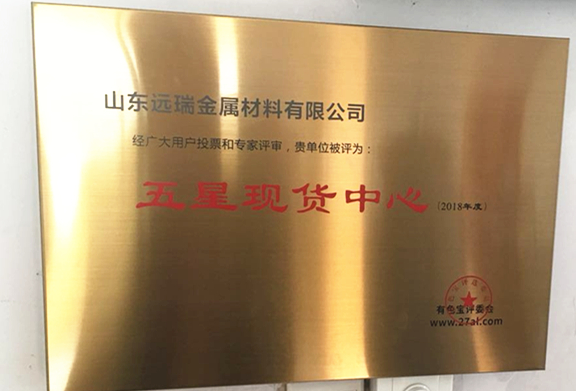 山东远瑞金属材料有限公司
经广大用户投票和专家评审，贵单位被评为：
五星现货中心（2018年度）
有色宝评委会
www.27al.com